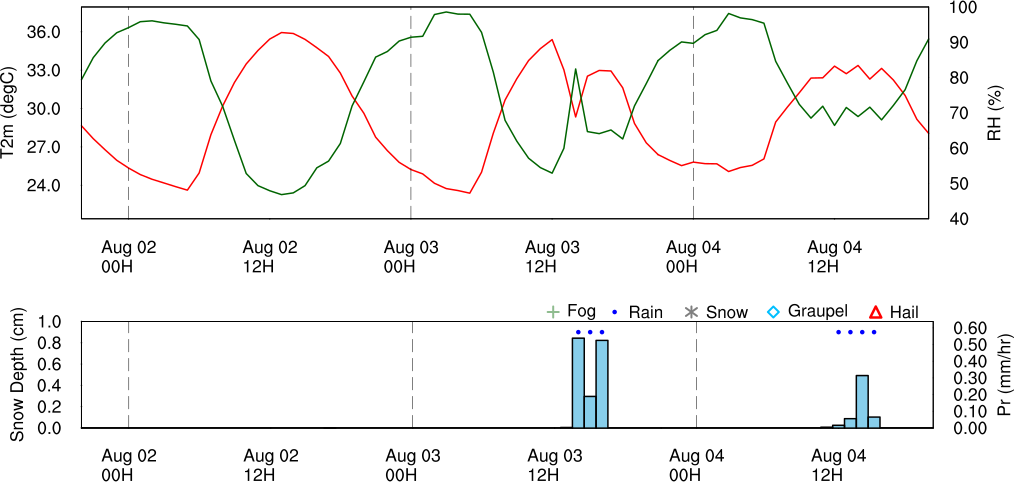 100
36.0
90
33.0
80
30.0
70
27.0
60
24.0
50
40
T2m (degC)
RH (%)
Aug 02 Aug 02 Aug 03 Aug 03 Aug 04 Aug 04
00H 12H 00H 12H 00H 12H
Fog Rain Snow Graupel Hail
1.0
0.60
0.8
0.50
0.6
0.40
0.30
0.4
0.20
0.2
0.10
0.0
0.00
Snow Depth (cm)
Pr (mm/hr)
Aug 02 Aug 02 Aug 03 Aug 03 Aug 04 Aug 04
00H 12H 00H 12H 00H 12H